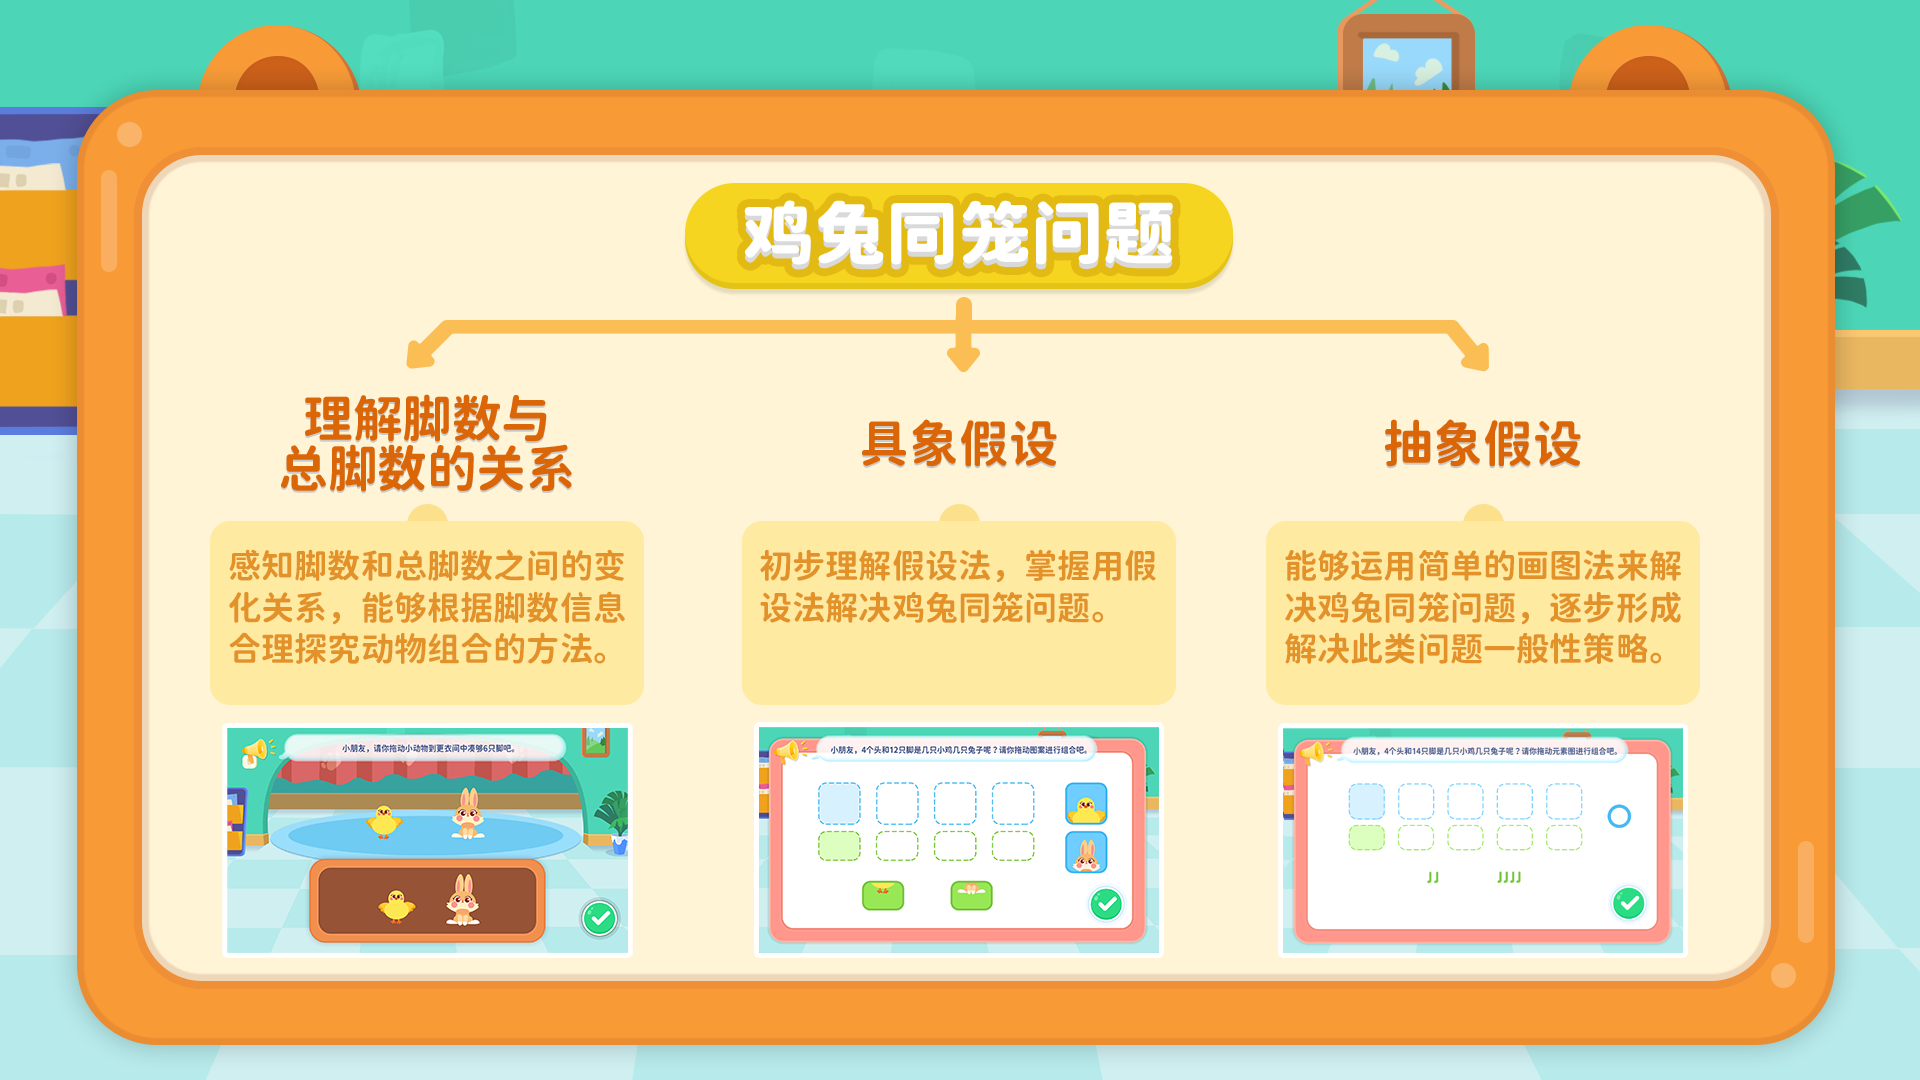 鸡兔同笼问题
理解脚数与
总脚数的关系
感知脚数和总脚数之间的变
化关系，能够根据脚数信息
合理探究动物组合的方法。
小朋友，请你拖动小动物到更衣间中凑够6只脚吧。
具象假设
初步理解假设法，掌握用假
设法解决鸡兔同笼问题。
小朋友，4个头和12只脚是几只小鸡几只兔子呢？请你拖动图案进行组合吧。
抽象假设
能够运用简单的画图法来解
决鸡兔同笼问题，逐步形成
解决此类问题一般性策略。
小朋友，4个头和14只脚是几只小鸡几只兔子呢？请你拖动元素图进行组合吧。